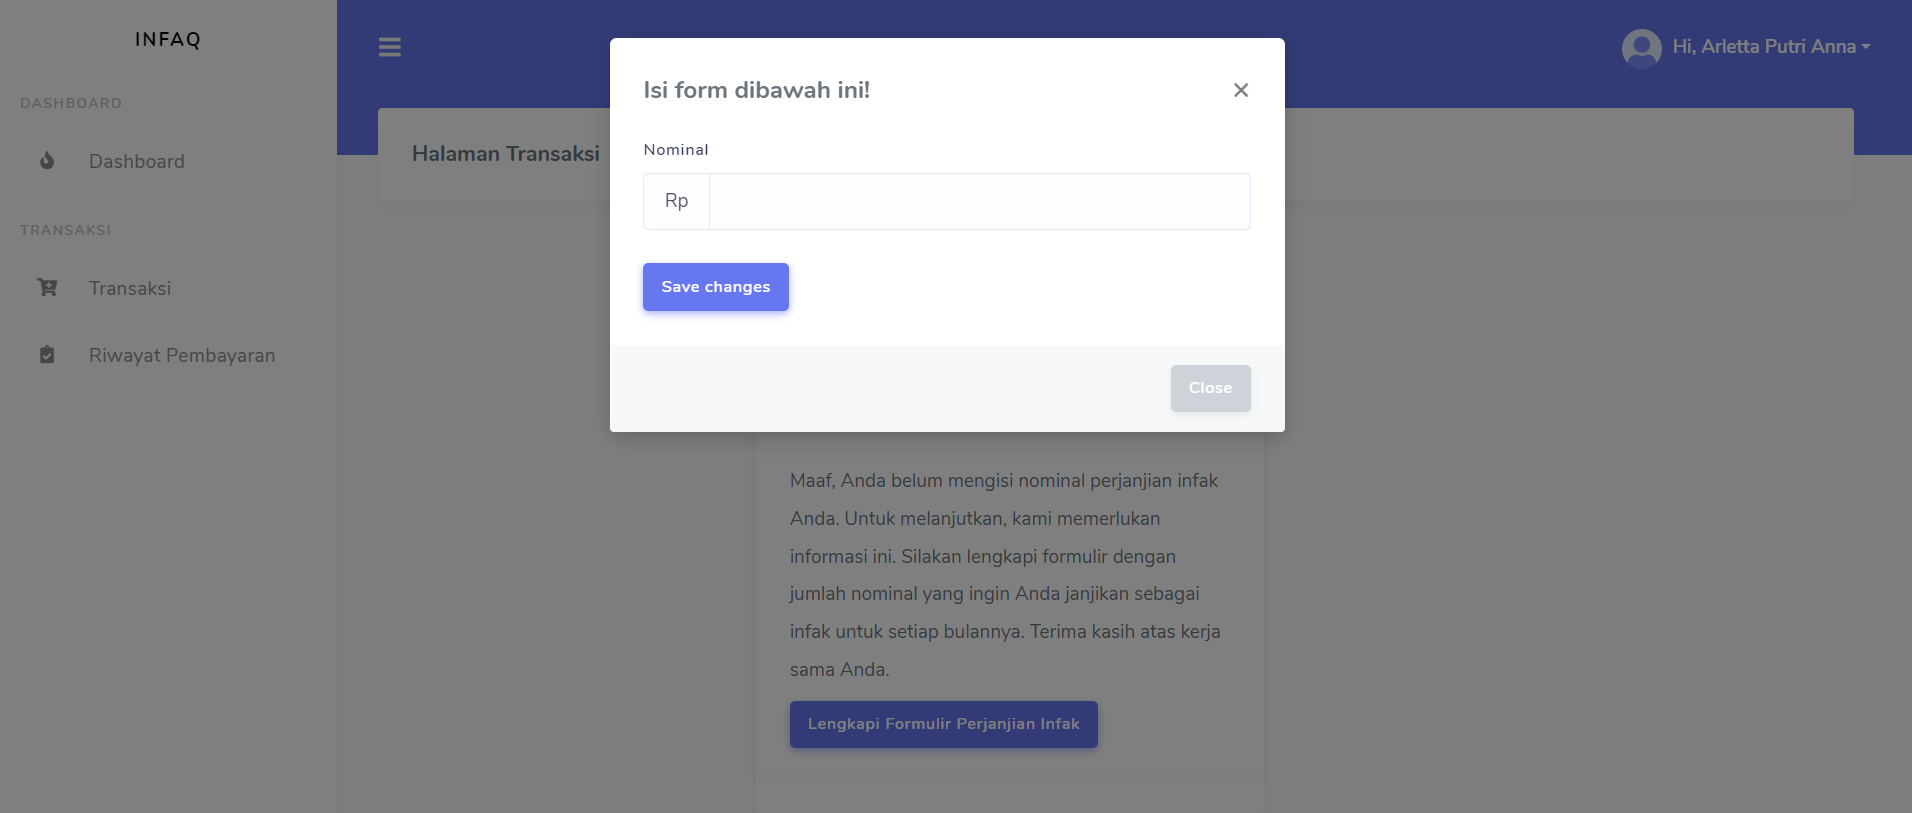 INFAQ
DASHBOARD
Dashboard
TRANSAKSI
Transaksi
Riwayat Pembayaran
Hi, Arletta Putri Anna
Halaman Transaksi
Isi form dibawah ini!
×
Nominal
Rp
Save changes
Close
Maaf, Anda belum mengisi nominal perjanjian infak
Anda. Untuk melanjutkan, kami memerlukan
informasi ini. Silakan lengkapi formulir dengan
jumlah nominal yang ingin Anda janjikan sebagai
infak untuk setiap bulannya. Terima kasih atas kerja
sama Anda.
Lengkapi Formulir Perjanjian Infak